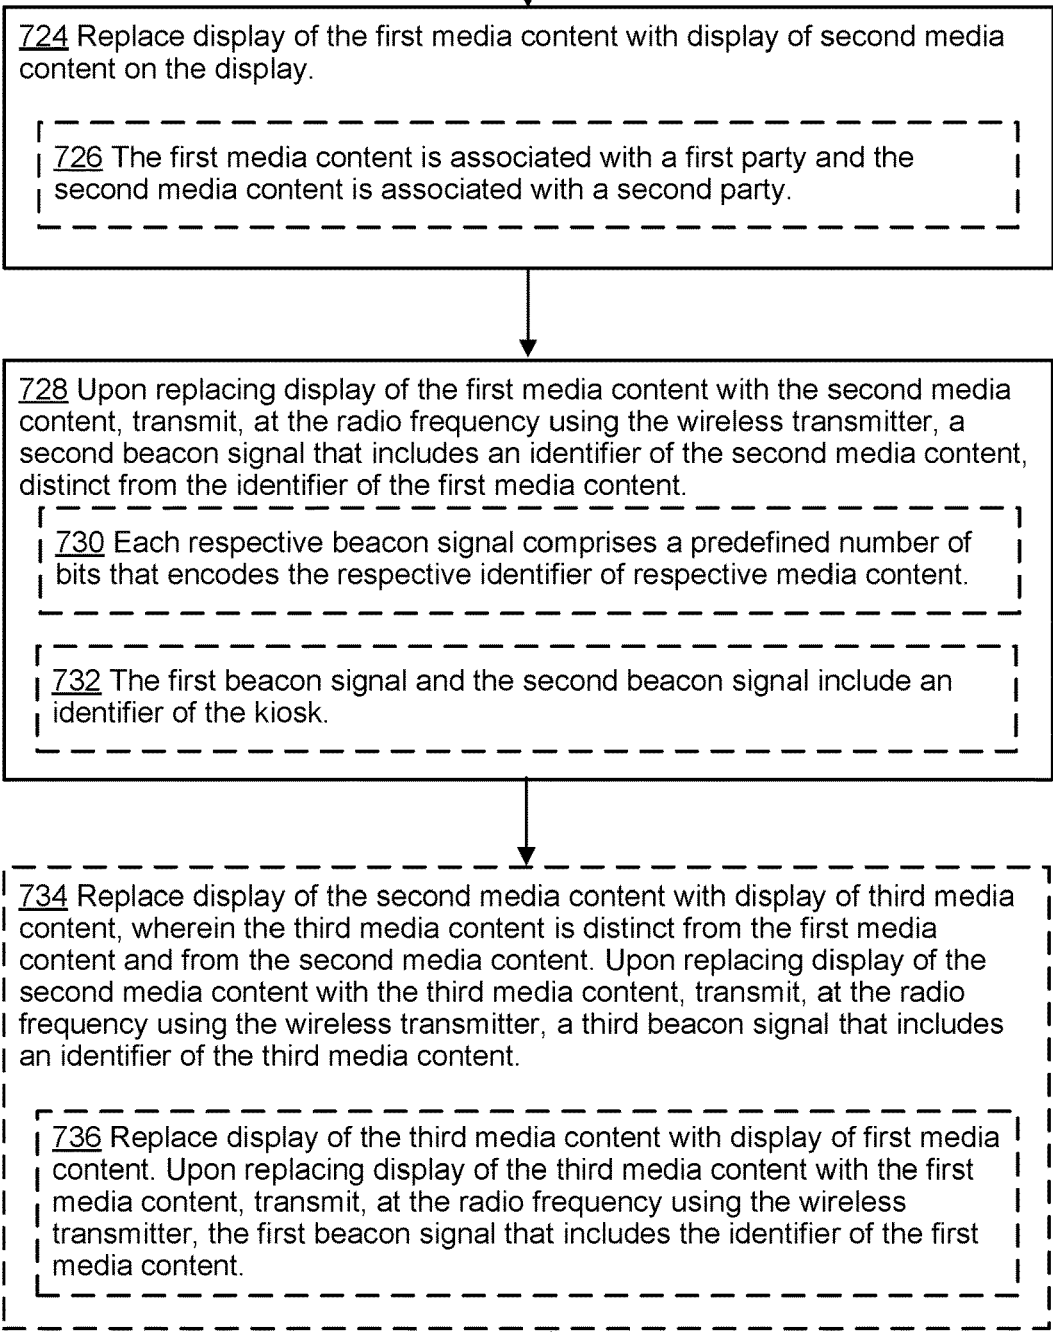 724 Replace display of the first media content with display of second media
content on the display.
726 The first media content is associated with a first party and the
second media content is associated with a second party.
728 Upon replacing display of the first media content with the second media
content, transmit, at the radio frequency using the wireless transmitter, a
second beacon signal that includes an identifier of the second media content,
distinct from the identifier of the first media content.
730 Each respective beacon signal comprises a predefined number of
bits that encodes the respective identifier of respective media content.
732 The first beacon signal and the second beacon signal include an
identifier of the kiosk.
734 Replace display of the second media content with display of third media
content, wherein the third media content is distinct from the first media
content and from the second media content. Upon replacing display of the
second media content with the third media content, transmit, at the radio
frequency using the wireless transmitter, a third beacon signal that includes
an identifier of the third media content.
736 Replace display of the third media content with display of first media
content. Upon replacing display of the third media content with the first
media content, transmit, at the radio frequency using the wireless
transmitter, the first beacon signal that includes the identifier of the first
media content.